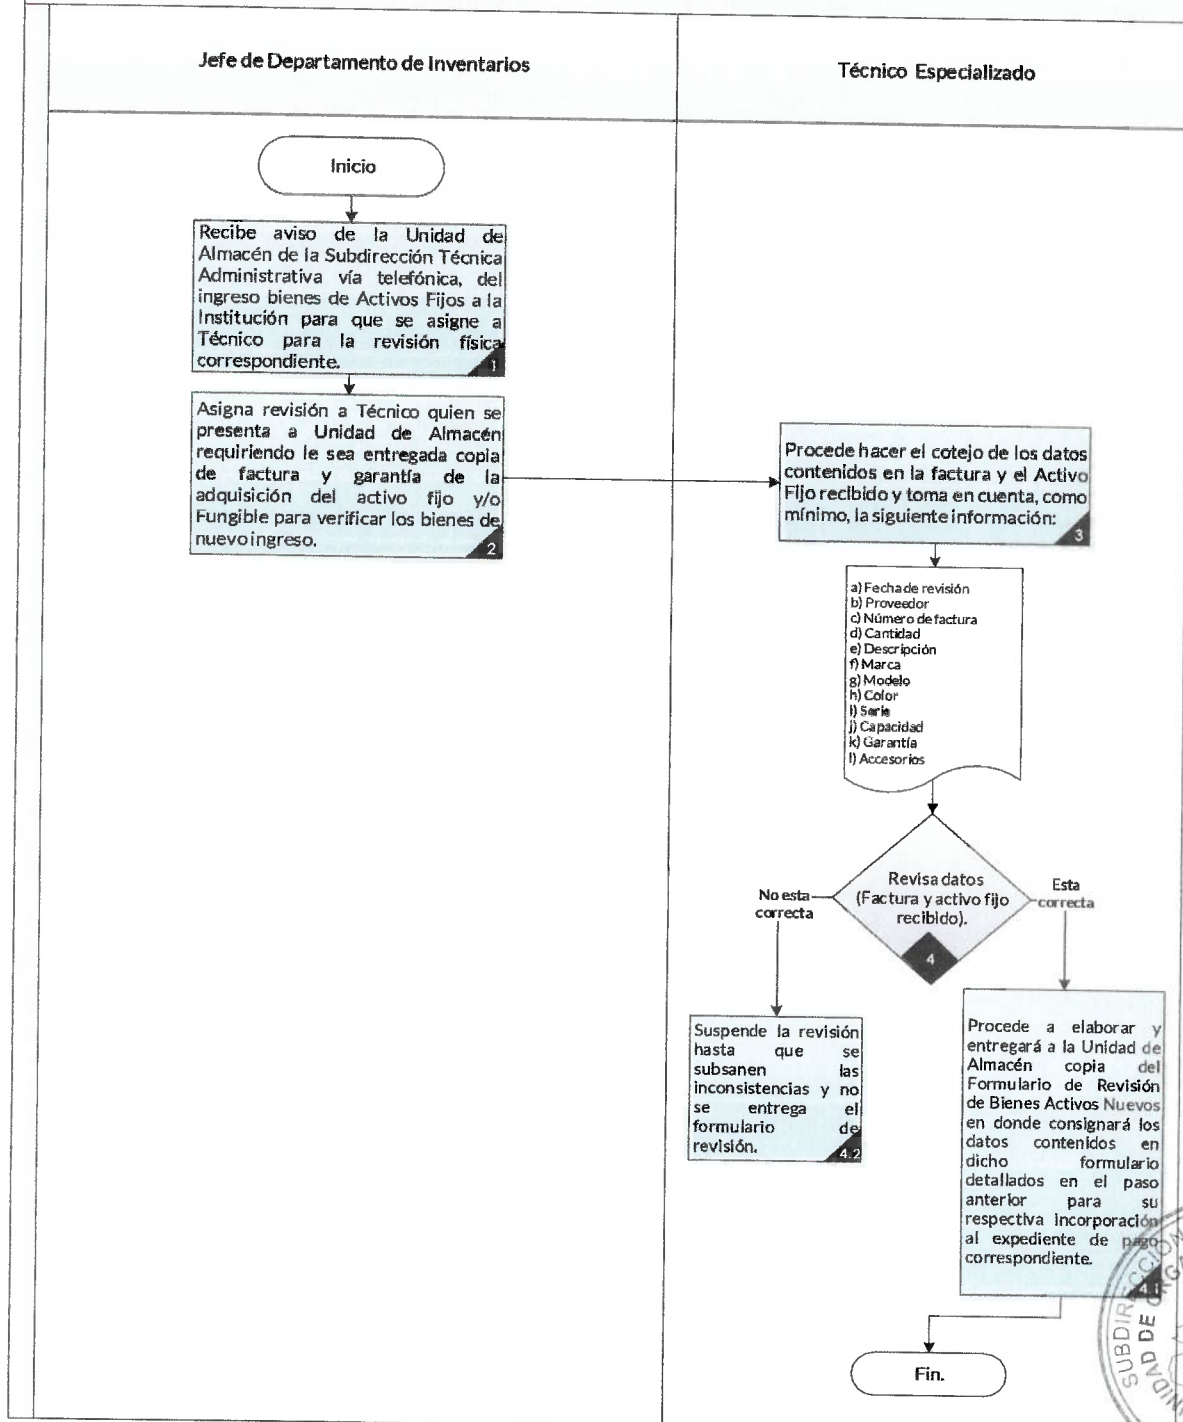 Jefe de Departamento de Inventarios
Técnico Especializado
Inicio
Recibe aviso de la Unidad de
Almacén de la Subdirección Técnica
Administrativa vía telefónica, del
ingreso bienes de Activos Fijos a la
Institución para que se asigne a
Técnico para la revisión física
correspondiente.
1
Asigna revisión a Técnico quien se
presenta a Unidad de Almacén
requiriendo le sea entregada copia
de factura y garantía de la
adquisición del activo fijo y/o
Fungible para verificar los bienes de
nuevo ingreso.
2
Procede hacer el cotejo de los datos
contenidos en la factura y el Activo
Fijo recibido y toma en cuenta, como
mínimo, la siguiente información:
3
a) Fecha de revisión
b) Proveedor
c) Número de factura
d) Cantidad
e) Descripción
f) Marca
g) Modelo
h) Color
i) Serie
j) Capacidad
k) Garantía
l) Accesorios
Revisa datos
(Factura y activo fijo
recibido).
4
No esta
correcta
Esta
correcta
Suspende la revisión
hasta que se
subsanen las
inconsistencias y no
se entrega el
formulario de
revisión.
4.2
Procede a elaborar y
entregará a la Unidad de
Almacén copia del
Formulario de Revisión
de Bienes Activos Nuevos
en donde consignará los
datos contenidos en
dicho formulario
detallados en el paso
anterior para su
respectiva incorporación
al expediente de pago
correspondiente.
4.1
Fin.
SUBDIRECCIÓN
DE